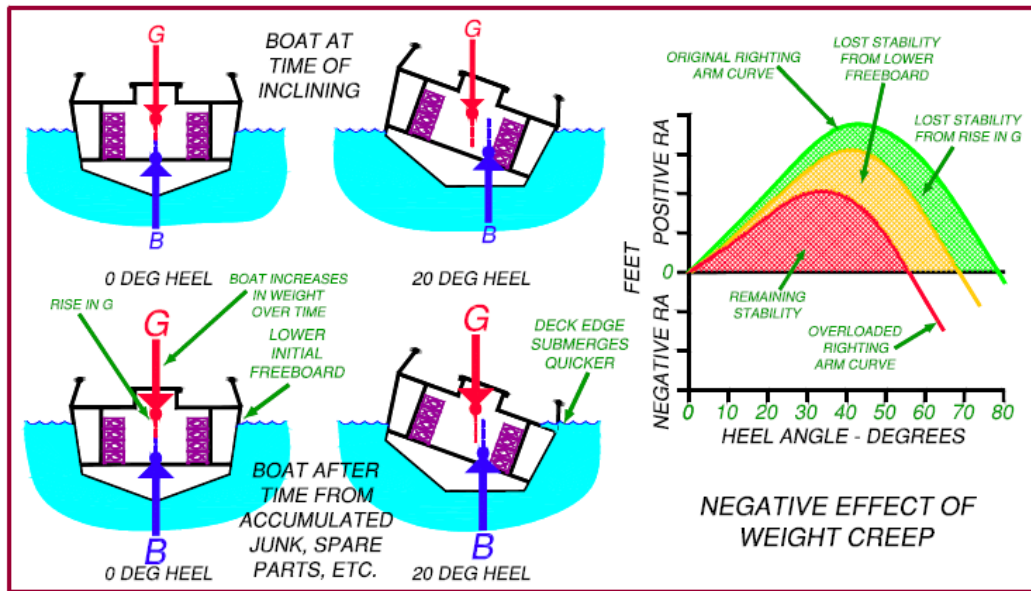 G
BOAT AT
TIME OF
INCLINING
G
B
B
0 DEG HEEL
20 DEG HEEL
RISE IN G
BOAT INCREASES
IN WEIGHT
OVER TIME
G
LOWER
INITIAL
FREEBOARD
G
DECK EDGE
SUBMERGES
QUICKER
B
B
0 DEG HEEL
BOAT AFTER
TIME FROM
ACCUMULATED
JUNK, SPARE
PARTS, ETC.
20 DEG HEEL
ORIGINAL RIGHTING
ARM CURVE
LOST STABILITY
FROM LOWER
FREEBOARD
LOST STABILITY
FROM RISE IN G
FEET
POSITIVE RA
NEGATIVE RA
0
REMAINING
STABILITY
OVERLOADED
RIGHTING
ARM CURVE
0 10 20 30 40 50 60 70 80
HEEL ANGLE - DEGREES
NEGATIVE EFFECT OF
WEIGHT CREEP